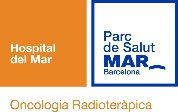 Hospital
del Mar
Parc
de Salut
MAR
Barcelona
Oncologia Radioteràpica